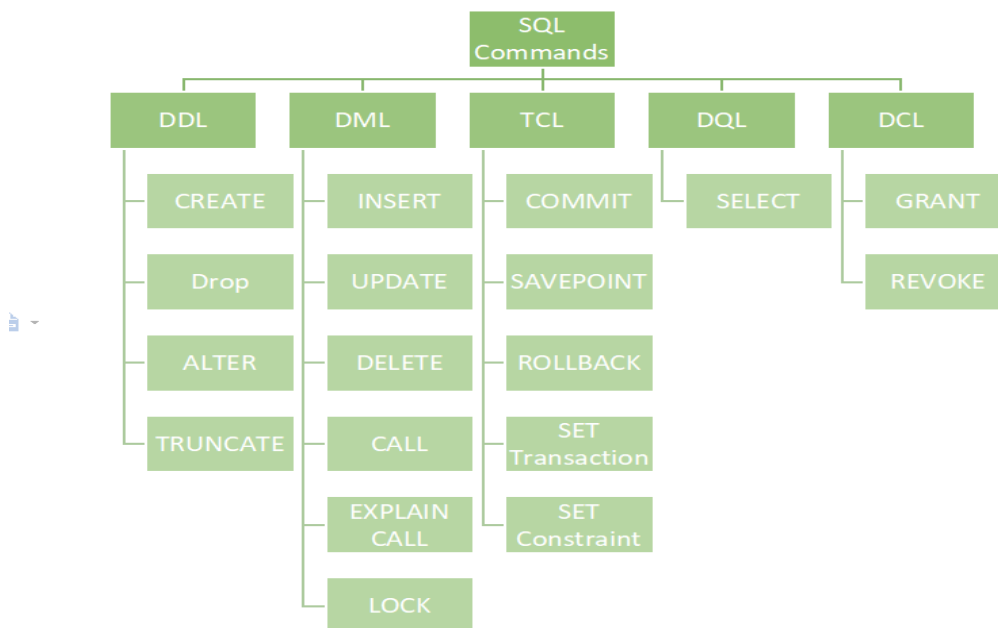 SQL
Commands
DDL
CREATE
Drop
ALTER
TRUNCATE
DML
INSERT
UPDATE
DELETE
CALL
EXPLAIN
CALL
LOCK
TCL
COMMIT
SAVEPOINT
ROLLBACK
SET
Transaction
SET
Constraint
DQL
SELECT
DCL
GRANT
REVOKE